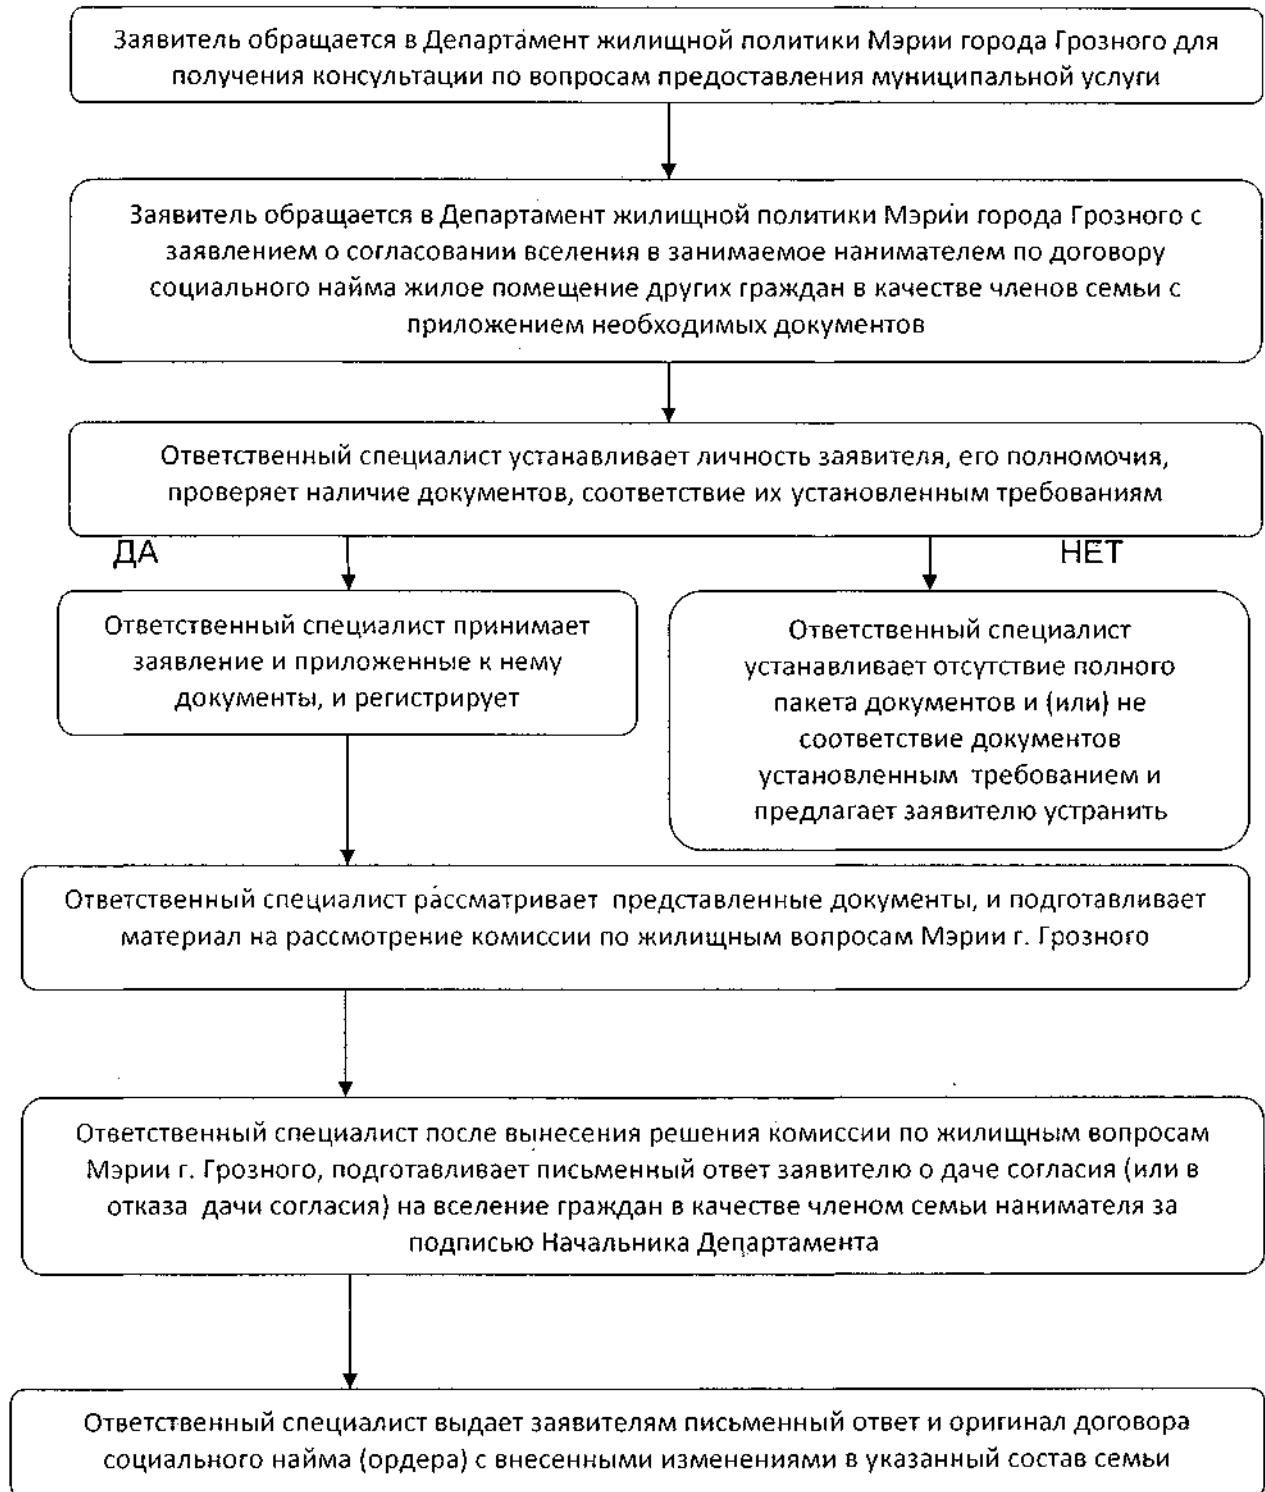 Заявитель обращается в Департамент жилищной политики Мэрии города Грозного для
получения консультации по вопросам предоставления муниципальной услуги
Заявитель обращается в Департамент жилищной политики Мэрии города Грозного с
заявлением о согласовании вселения в занимаемое нанимателем по договору
социального найма жилое помещение других граждан в качестве членов семьи с
приложением необходимых документов
Ответственный специалист устанавливает личность заявителя, его полномочия,
проверяет наличие документов, соответствие их установленным требованиям
ДА
НЕТ
Ответственный специалист принимает
заявление и приложенные к нему
документы, и регистрирует
Ответственный специалист
устанавливает отсутствие полного
пакета документов и (или) не
соответствие документов
установленным требованием и
предлагает заявителю устранить
Ответственный специалист рассматривает представленные документы, и подготавливает
материал на рассмотрение комиссии по жилищным вопросам Мэрии г. Грозного
Ответственный специалист после вынесения решения комиссии по жилищным вопросам
Мэрии г. Грозного, подготавливает письменный ответ заявителю о даче согласия (или в
отказа дачи согласия) на вселение граждан в качестве членом семьи нанимателя за
подписью Начальника Департамента
Ответственный специалист выдает заявителям письменный ответ и оригинал договора
социального найма (ордера) с внесенными изменениями в указанный состав семьи